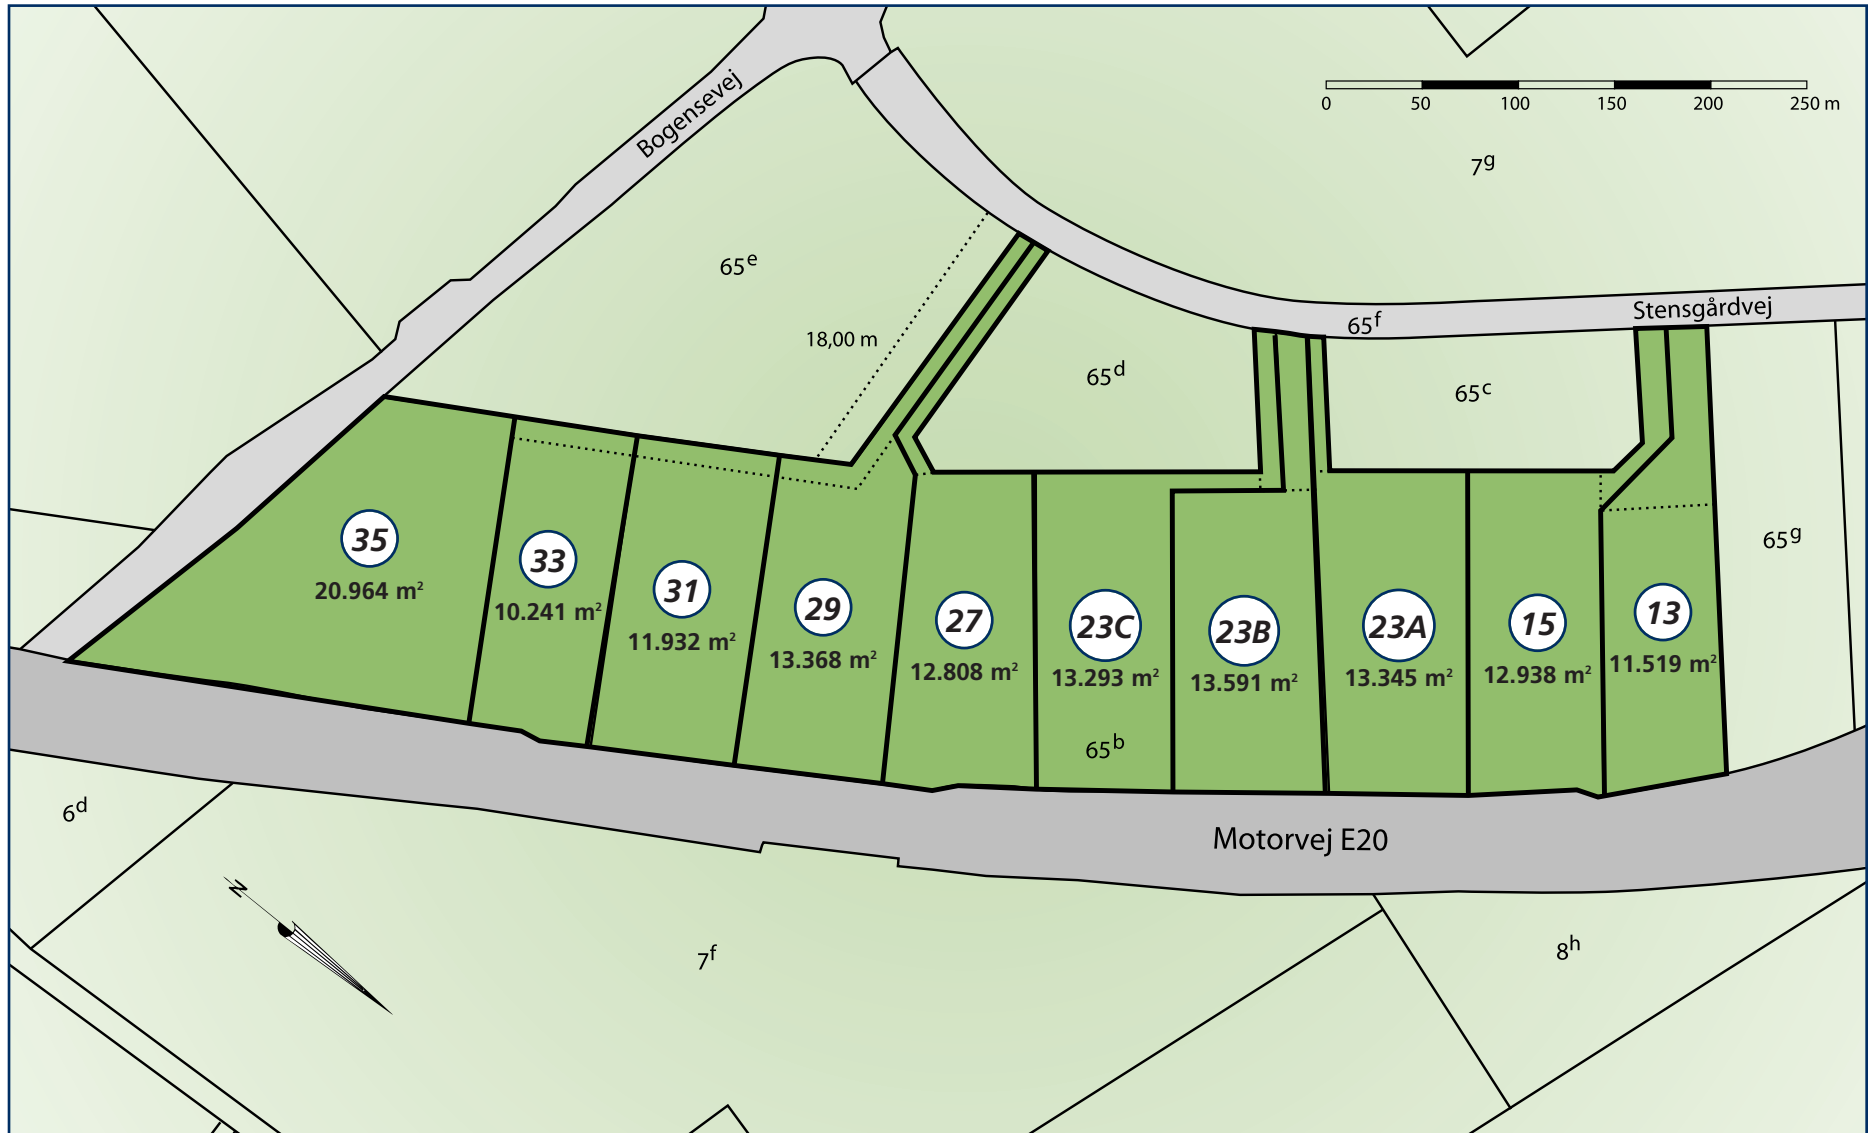 Bogensevej
0 50 100 150 200 250 m
7g
65e
18,00 m
65d
65f
Stensgårdvej
65c
65g
35
20.964 m²
33
10.241 m²
31
11.932 m²
29
13.368 m²
27
12.808 m²
23C
13.293 m²
65b
23B
13.591 m²
23A
13.345 m²
15
12.938 m²
13
11.519 m²
Motorvej E20
6d
N
7f
8h